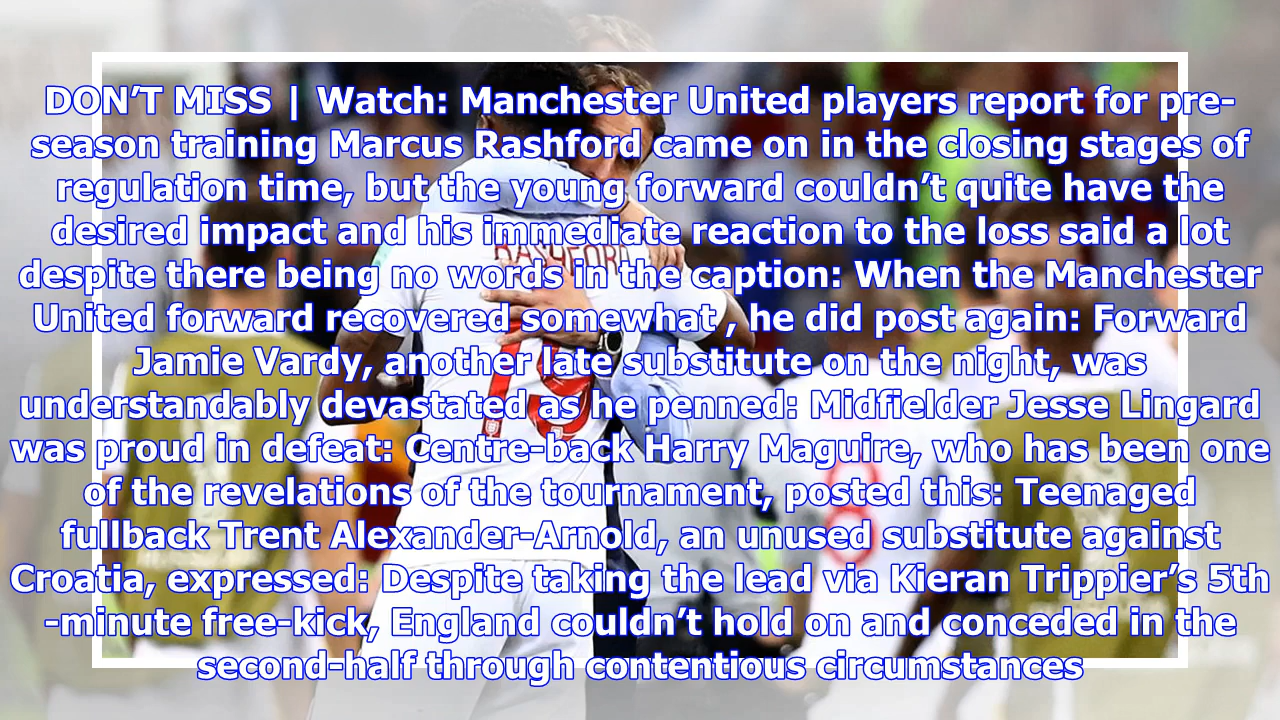 DON’T MISS | Watch: Manchester United players report for pre-
season training Marcus Rashford came on in the closing stages of
regulation time, but the young forward couldn’t quite have the
desired impact and his immediate reaction to the loss said a lot
despite there being no words in the caption: When the Manchester
United forward recovered somewhat , he did post again: Forward
Jamie Vardy, another late substitute on the night, was
understandably devastated as he penned: Midfielder Jesse Lingard
was proud in defeat: Centre-back Harry Maguire, who has been one
of the revelations of the tournament, posted this: Teenaged
fullback Trent Alexander-Arnold, an unused substitute against
Croatia, expressed: Despite taking the lead via Kieran Trippier’s 5th
-minute free-kick, England couldn’t hold on and conceded in the
second-half through contentious circumstances
RASHFORD
19
8